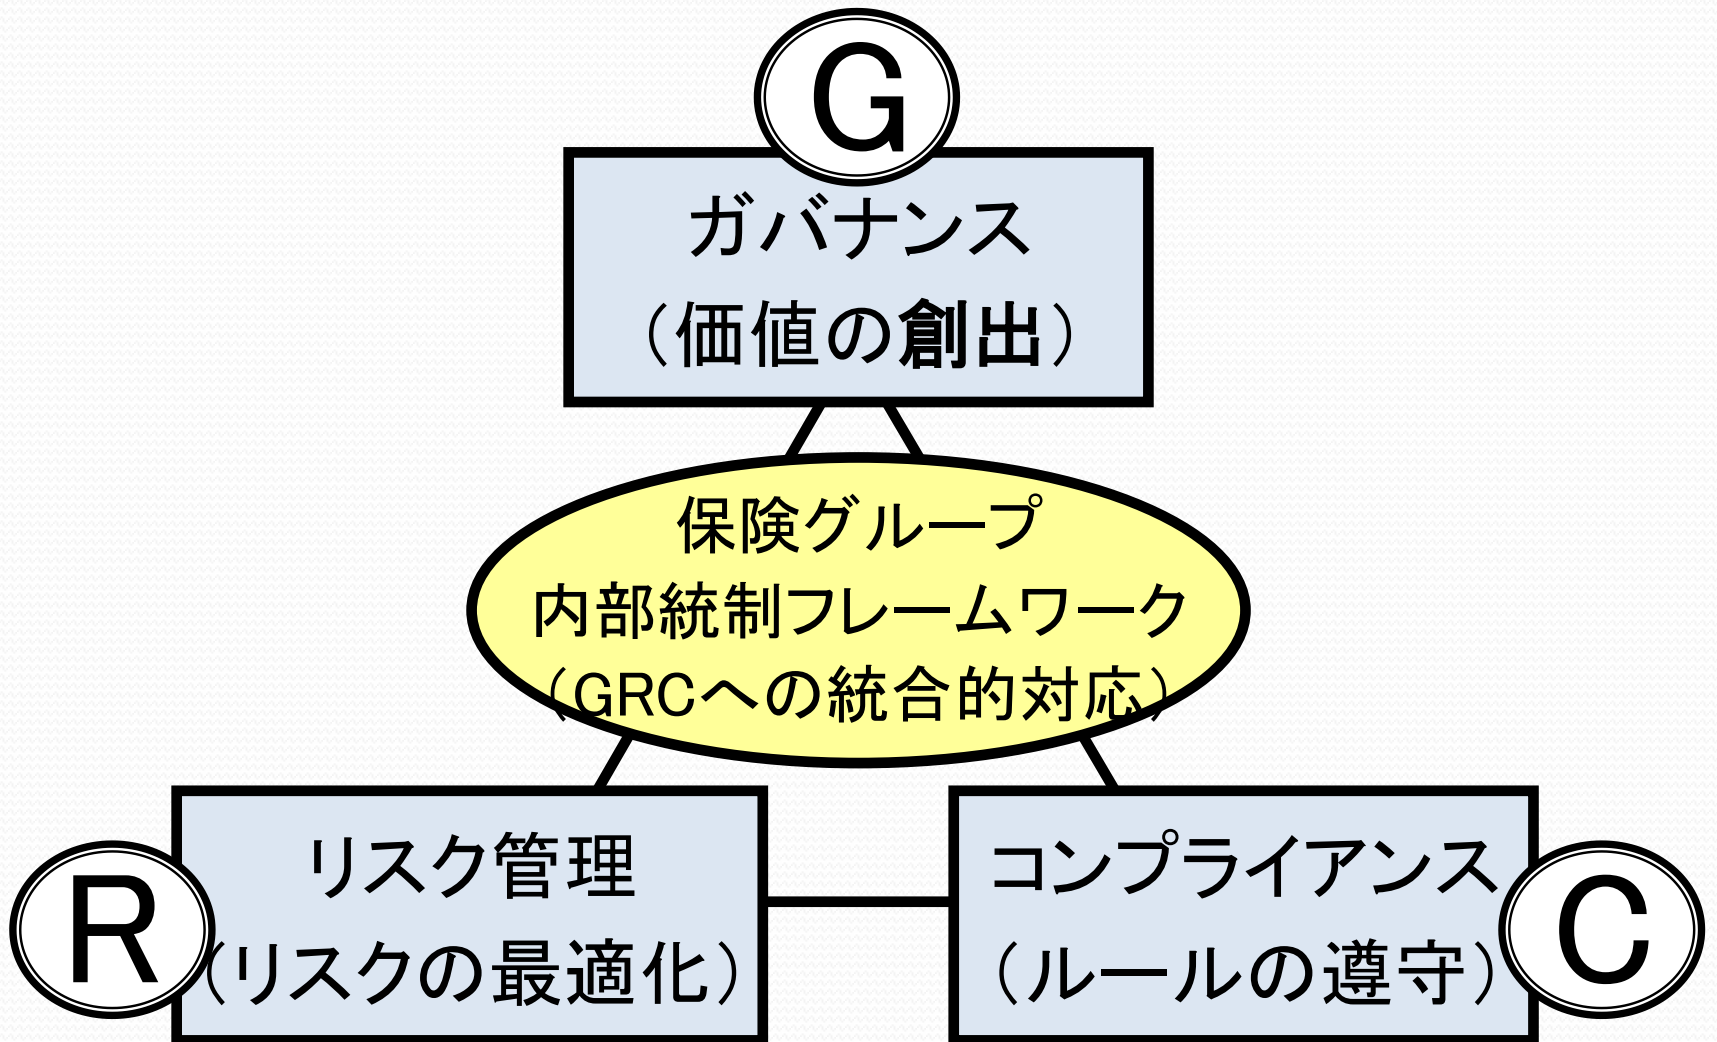 G
ガバナンス
（価値の創出）
保険グループ
内部統制フレームワーク
（GRCへの統合的対応）
R
リスク管理
（リスクの最適化）
コンプライアンス
（ルールの遵守）
C